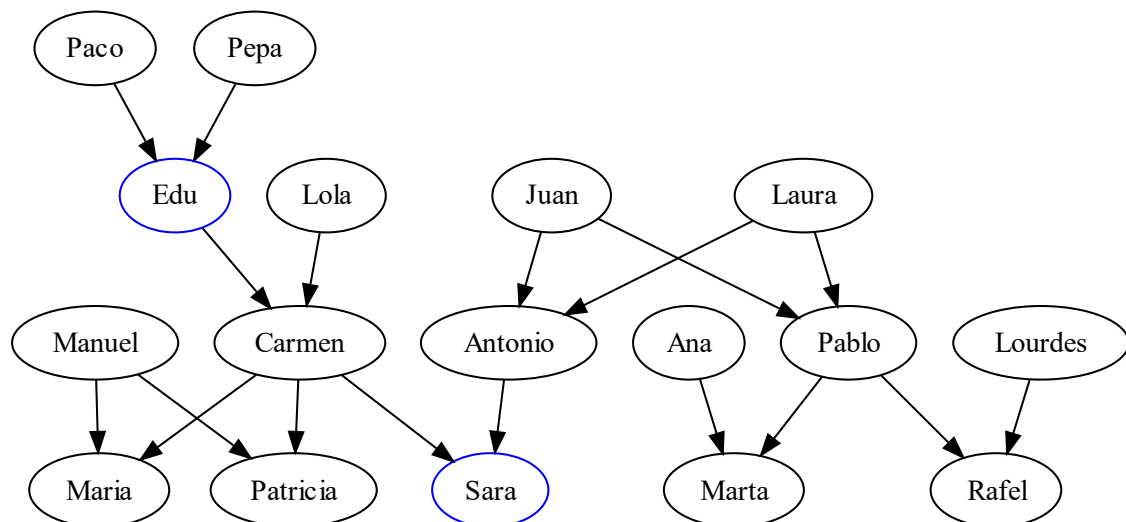 Paco
Pepa
Edu
Lola
Juan
Laura
Manuel
Carmen
Antonio
Ana
Pablo
Lourdes
Maria
Patricia
Sara
Marta
Rafel